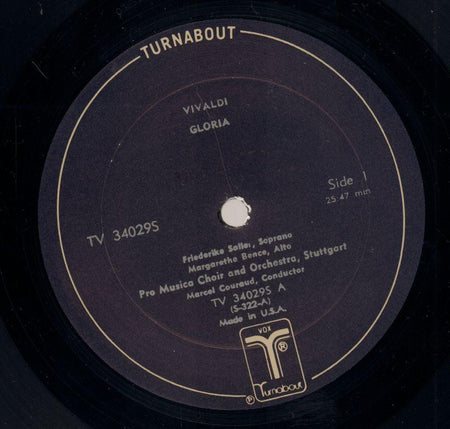 TURNABOUT
VIVALDI
GLORIA
Side 1
25:47 min
TV 34029S
Friederike Sailer, Soprano
Margarethe Bence, Alto
Pro Musica Choir and Orchestra, Stuttgart
Marcel Couraud, Conductor
TV 34029S A
(S-322-A)
Made in U.S.A.
VOX
T ®
℗ Turnabout